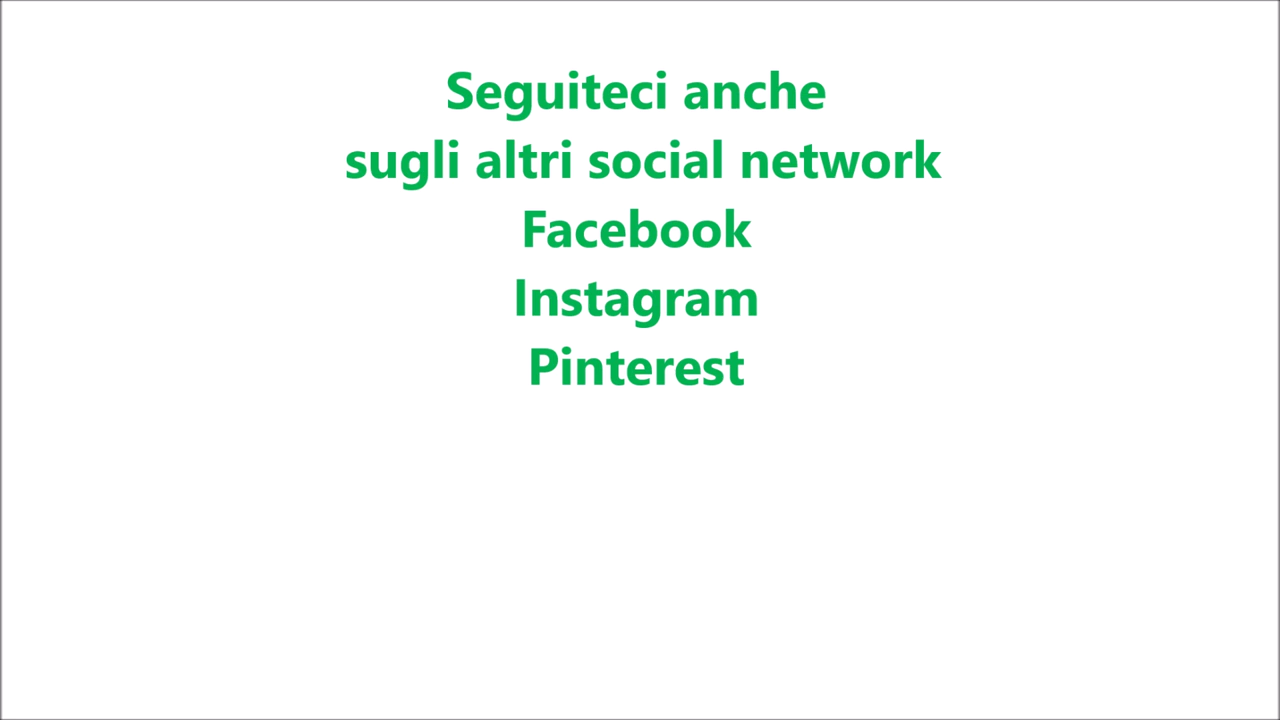 Seguiteci anche
sugli altri social network
Facebook
Instagram
Pinterest